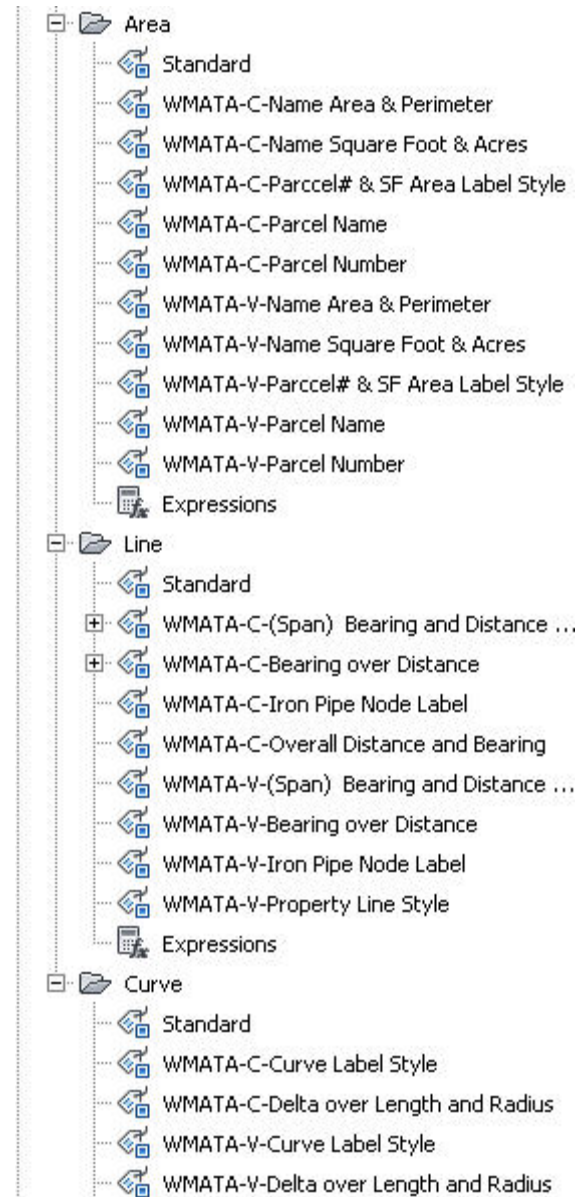 Area
Standard
WMATA-C-Name Area & Perimeter
WMATA-C-Name Square Foot & Acres
WMATA-C-Parccel# & SF Area Label Style
WMATA-C-Parcel Name
WMATA-C-Parcel Number
WMATA-V-Name Area & Perimeter
WMATA-V-Name Square Foot & Acres
WMATA-V-Parccel# & SF Area Label Style
WMATA-V-Parcel Name
WMATA-V-Parcel Number
Expressions
Line
Standard
WMATA-C-(Span) Bearing and Distance ...
WMATA-C-Bearing over Distance
WMATA-C-Iron Pipe Node Label
WMATA-C-Overall Distance and Bearing
WMATA-V-(Span) Bearing and Distance ...
WMATA-V-Bearing over Distance
WMATA-V-Iron Pipe Node Label
WMATA-V-Property Line Style
Expressions
Curve
Standard
WMATA-C-Curve Label Style
WMATA-C-Delta over Length and Radius
WMATA-V-Curve Label Style
WMATA-V-Delta over Length and Radius